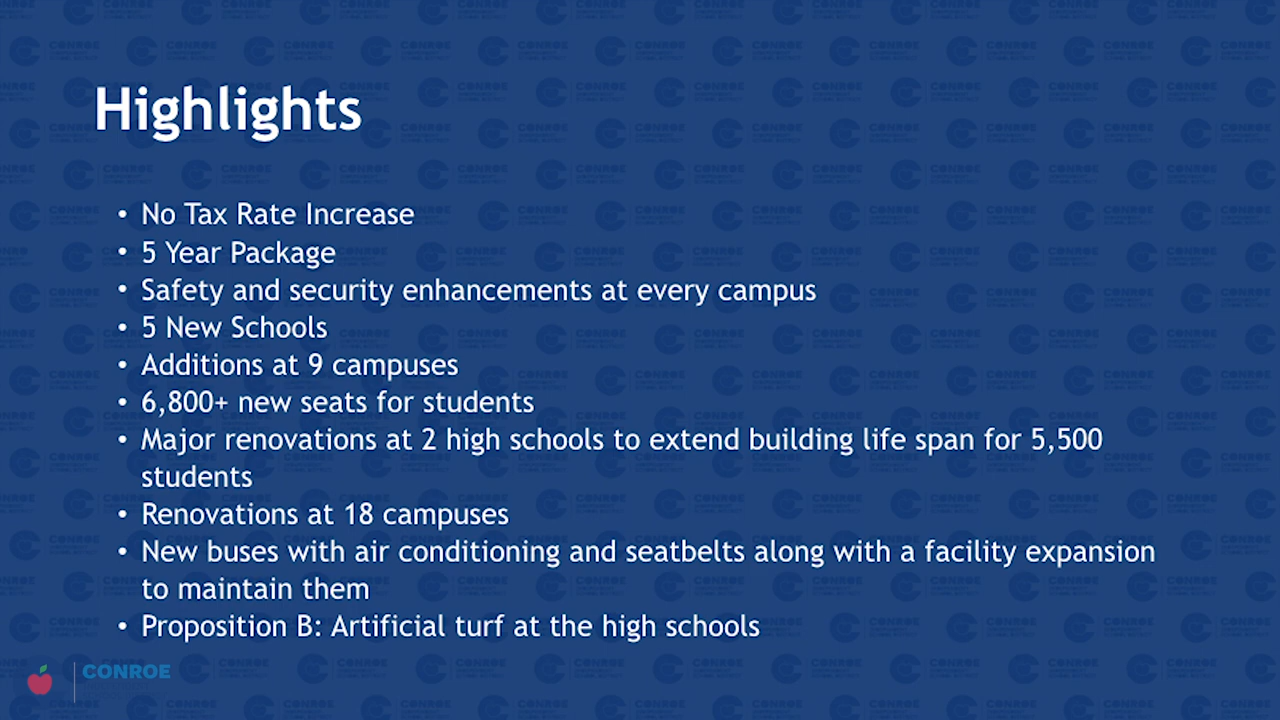 Highlights
• No Tax Rate Increase
• 5 Year Package
• Safety and security enhancements at every campus
• 5 New Schools
• Additions at 9 campuses
• 6,800+ new seats for students
• Major renovations at 2 high schools to extend building life span for 5,500
students
• Renovations at 18 campuses
• New buses with air conditioning and seatbelts along with a facility expansion
to maintain them
• Proposition B: Artificial turf at the high schools
CONROE